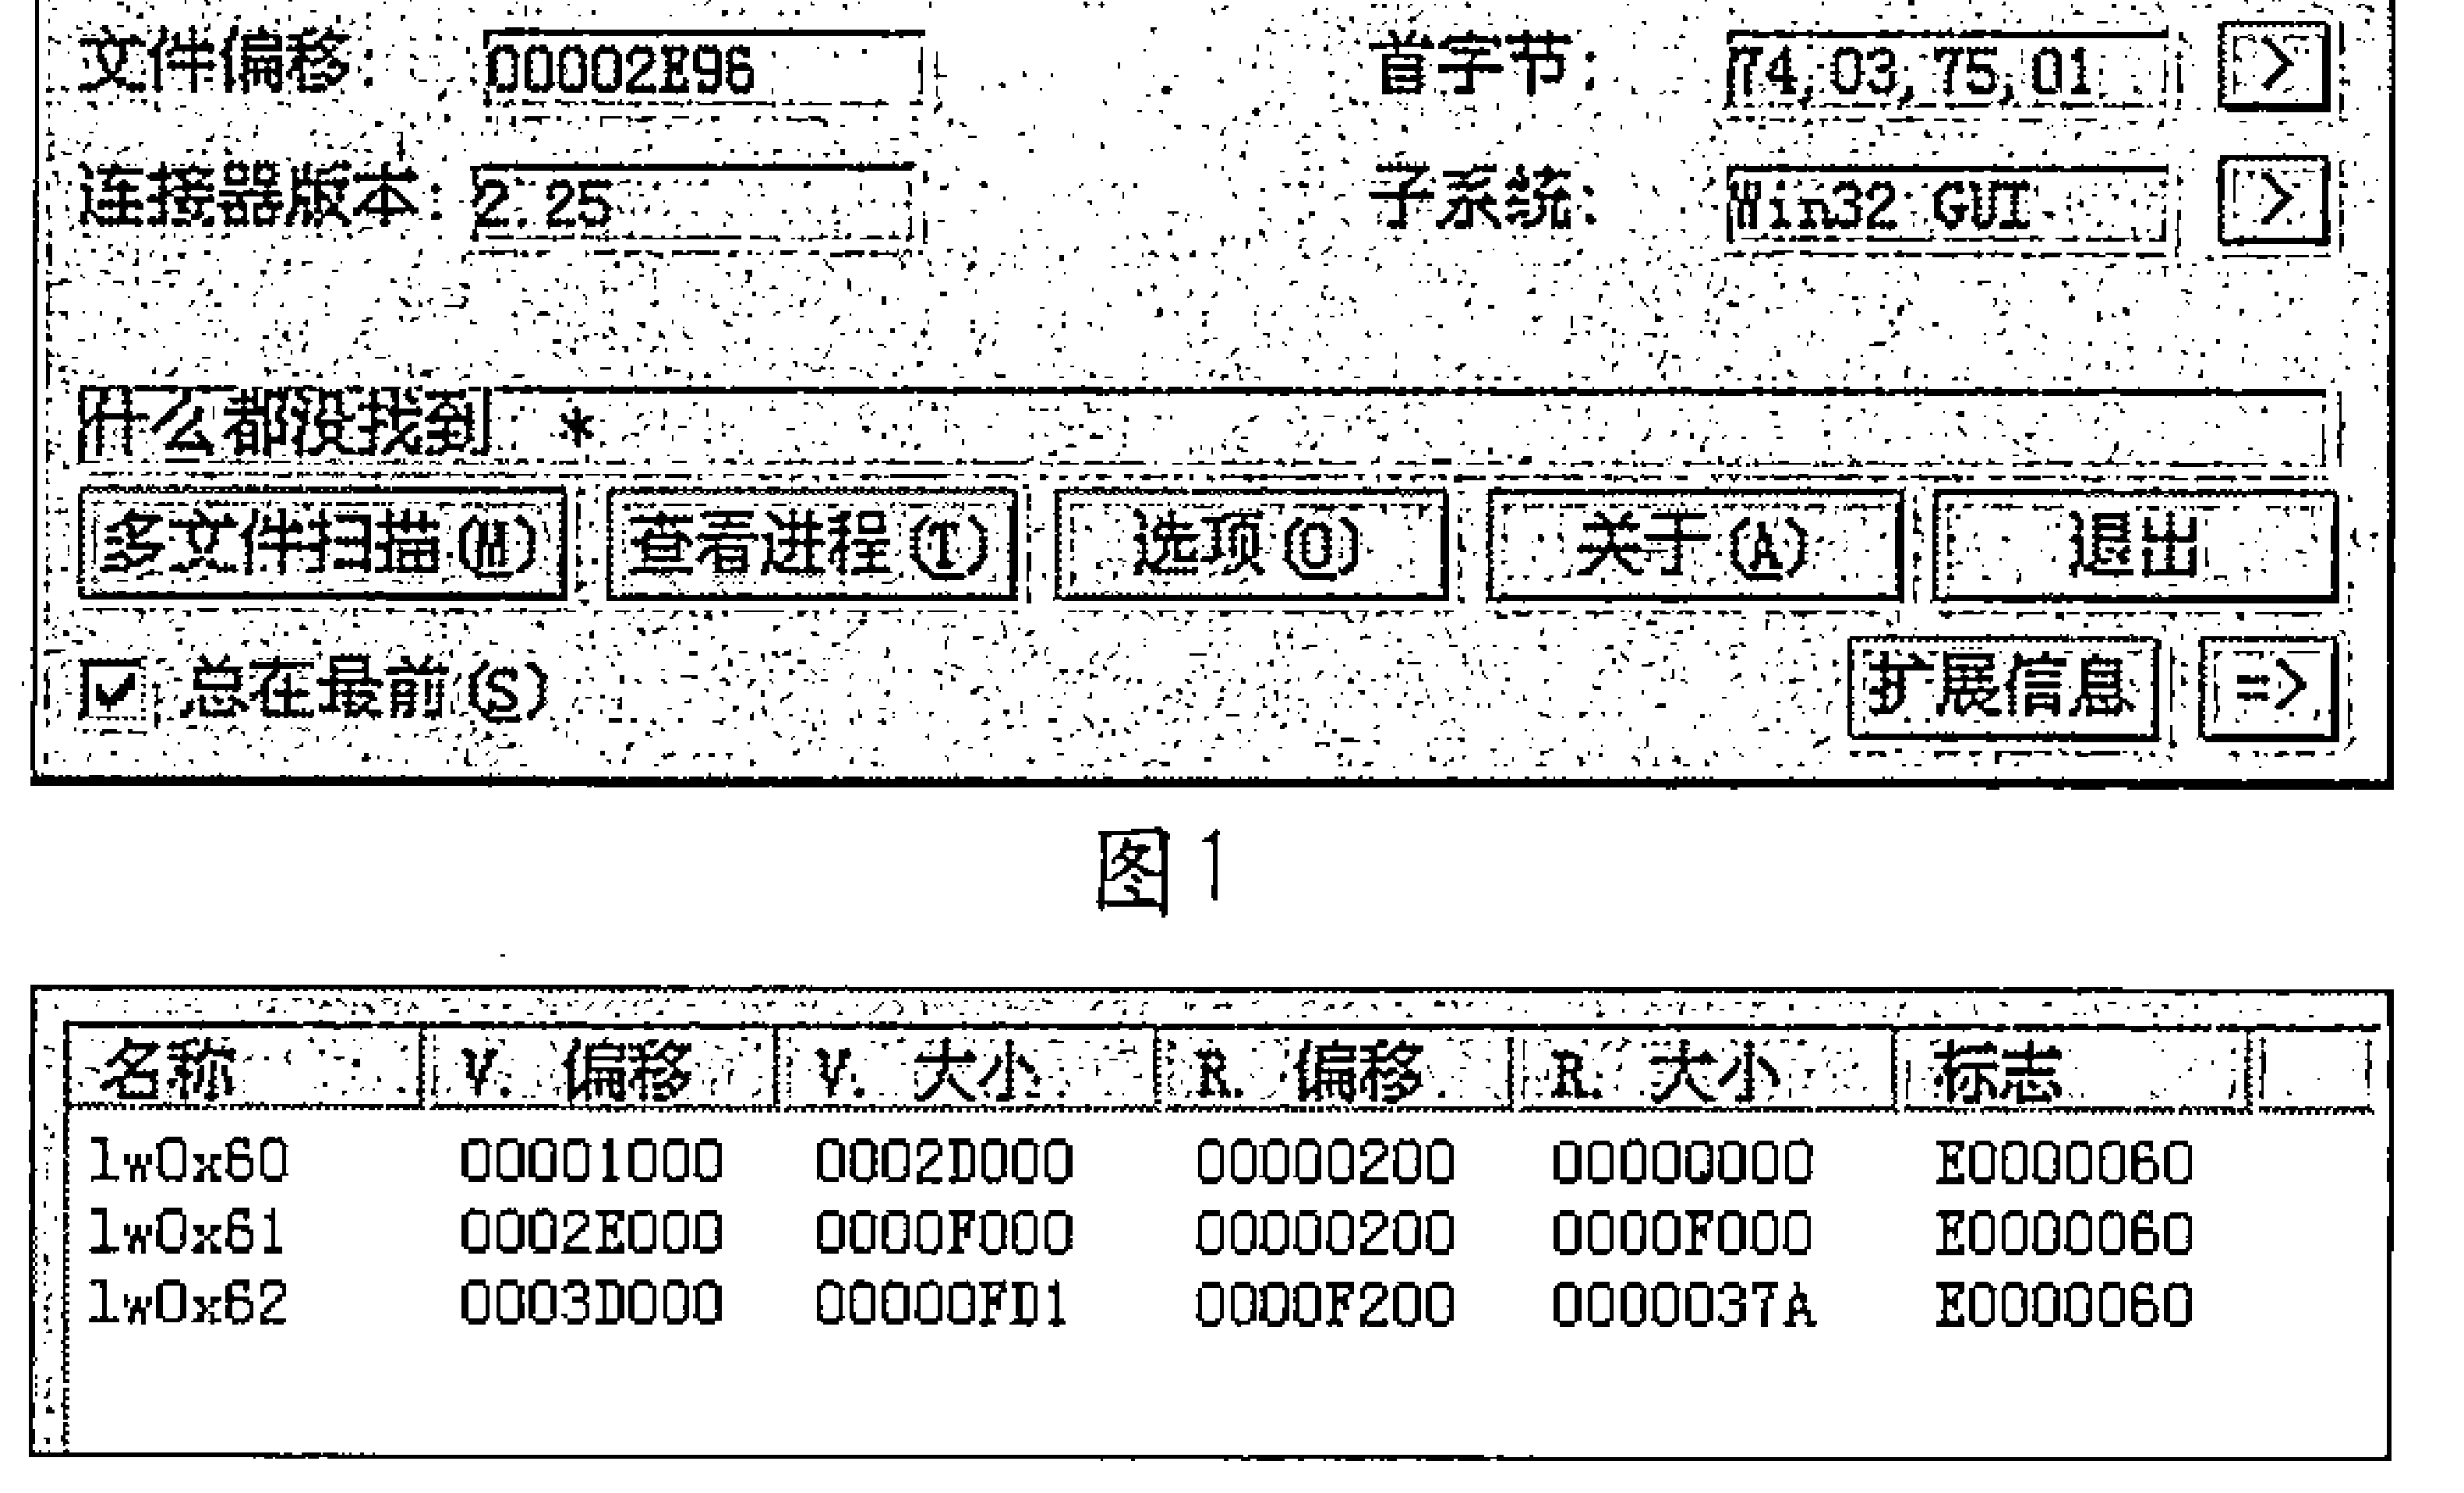 文件偏移: 00002E96 首字节: 74,03,75,01 >
连接器版本: 2.25 子系统: Win32 GUI >
什么都没找到 *
多文件扫描(M) 查看进程(T) 选项(O) 关于(A) 退出
总在最前(S) 扩展信息 =>
图1
名称 V. 偏移 V. 大小 R. 偏移 R. 大小 标志
lw0x60 00001000 0002D000 00000200 00000000 E0000060
lw0x61 0002E000 0000F000 00000200 0000F000 E0000060
lw0x62 0003D000 00000FD1 0000F200 0000037A E0000060